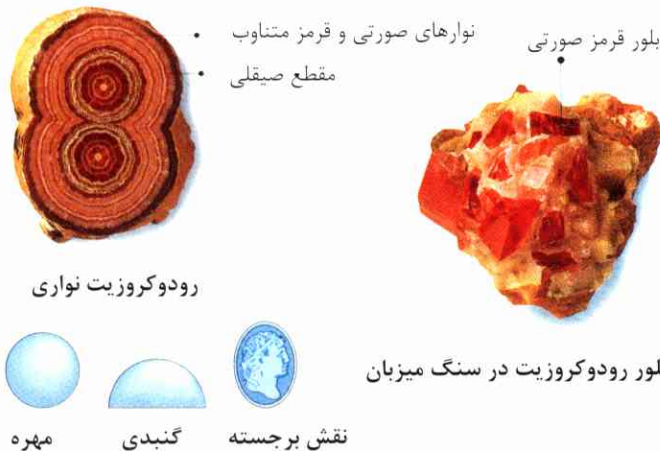 بلور قرمز صورتی
نوارهای صورتی و قرمز متناوب
مقطع صیقلی
رودوکروزیت نواری
لور رودوکروزیت در سنگ میزبان
نقش برجسته
گنبدی
مهره